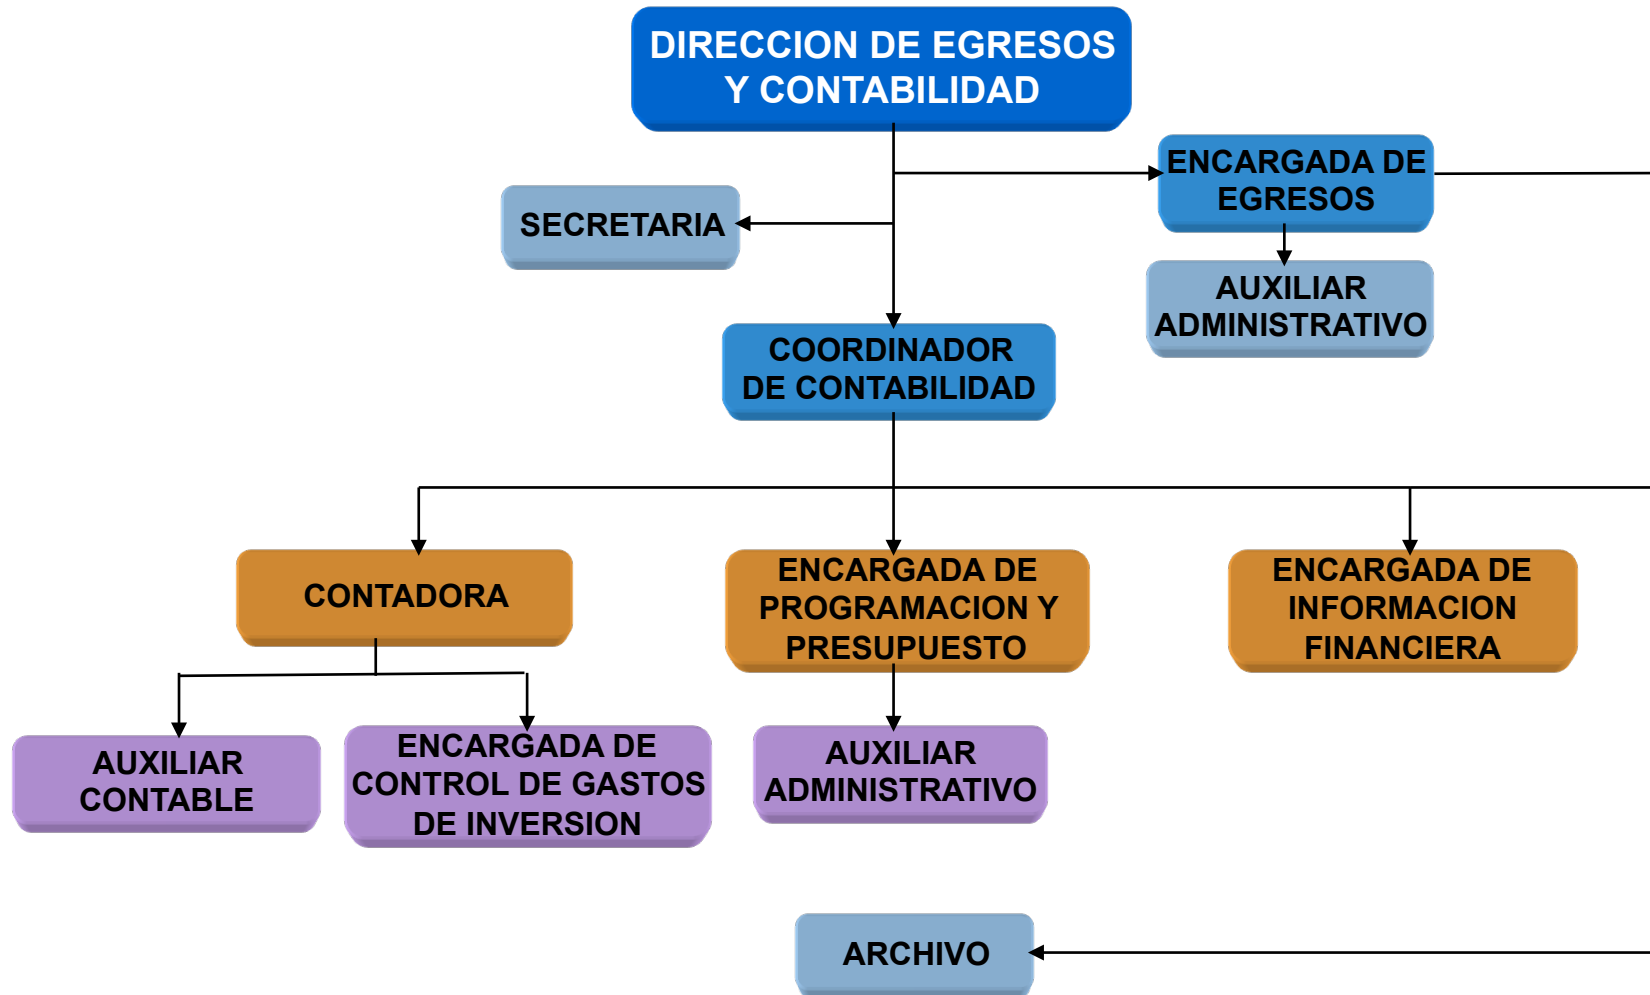 DIRECCION DE EGRESOS
Y CONTABILIDAD
ENCARGADA DE
EGRESOS
SECRETARIA
AUXILIAR
ADMINISTRATIVO
COORDINADOR
DE CONTABILIDAD
CONTADORA
ENCARGADA DE
PROGRAMACION Y
PRESUPUESTO
ENCARGADA DE
INFORMACION
FINANCIERA
AUXILIAR
CONTABLE
ENCARGADA DE
CONTROL DE GASTOS
DE INVERSION
AUXILIAR
ADMINISTRATIVO
ARCHIVO